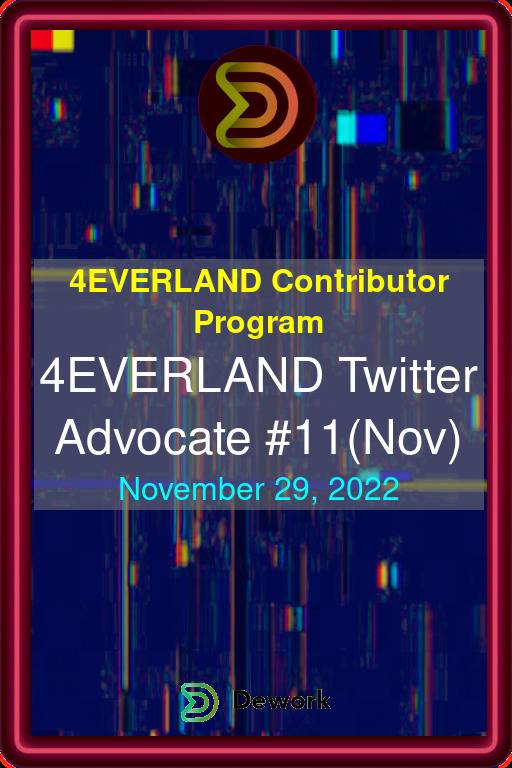 4EVERLAND Contributor
Program
4EVERLAND Twitter
Advocate #11(Nov)
November 29, 2022
Dework